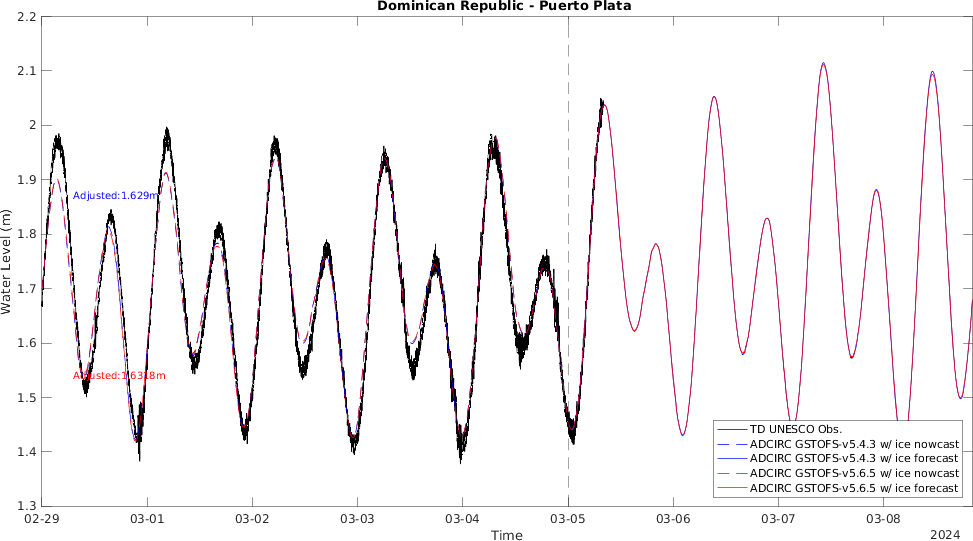 Dominican Republic - Puerto Plata
2.2
2.1
2
1.9
1.8
1.7
1.6
1.5
1.4
1.3
Water Level (m)
Adjusted:1.629m
Adjusted:1.6318m
TD UNESCO Obs.
ADCIRC GSTOFS-v5.4.3 w/ ice nowcast
ADCIRC GSTOFS-v5.4.3 w/ ice forecast
ADCIRC GSTOFS-v5.6.5 w/ ice nowcast
ADCIRC GSTOFS-v5.6.5 w/ ice forecast
02-29 03-01 03-02 03-03 03-04 03-05 03-06 03-07 03-08
Time
2024